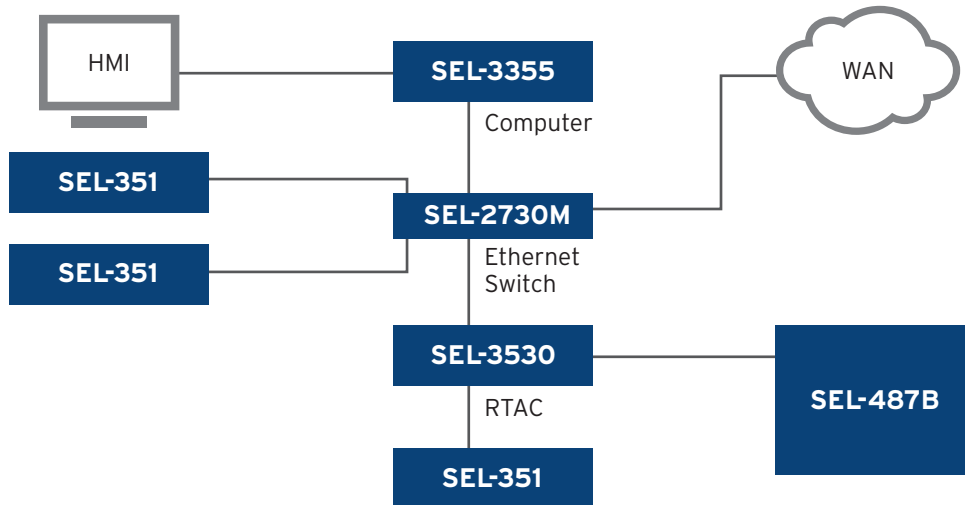 HMI
SEL-3355
WAN
Computer
SEL-351
SEL-2730M
SEL-351
Ethernet
Switch
SEL-3530
SEL-487B
RTAC
SEL-351